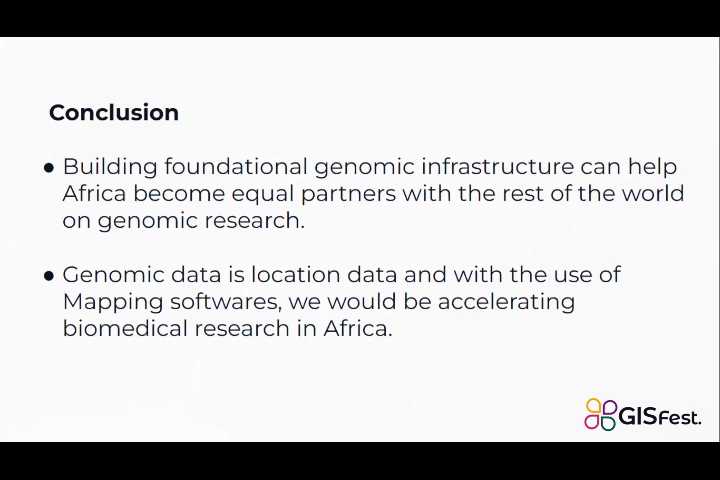 Conclusion
● Building foundational genomic infrastructure can help
Africa become equal partners with the rest of the world
on genomic research.
● Genomic data is location data and with the use of
Mapping softwares, we would be accelerating
biomedical research in Africa.
GISFest.